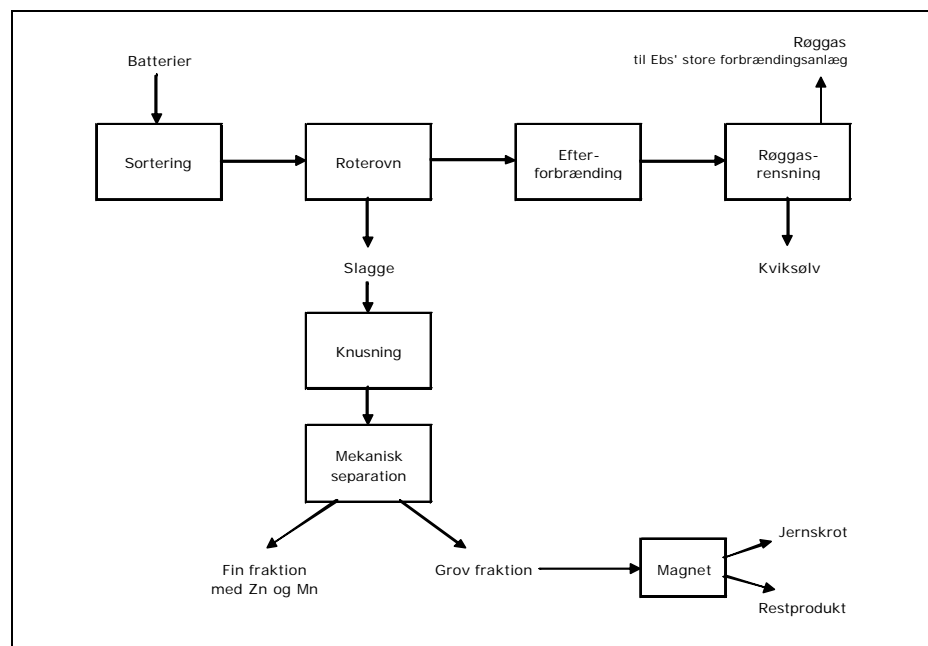 Røggas
til Ebs' store forbrændingsanlæg
Batterier
Sortering
Roterovn
Efter-
forbrænding
Røggas-
rensning
Slagge
Kviksølv
Knusning
Mekanisk
separation
Fin fraktion
med Zn og Mn
Grov fraktion
Magnet
Jernskrot
Restprodukt